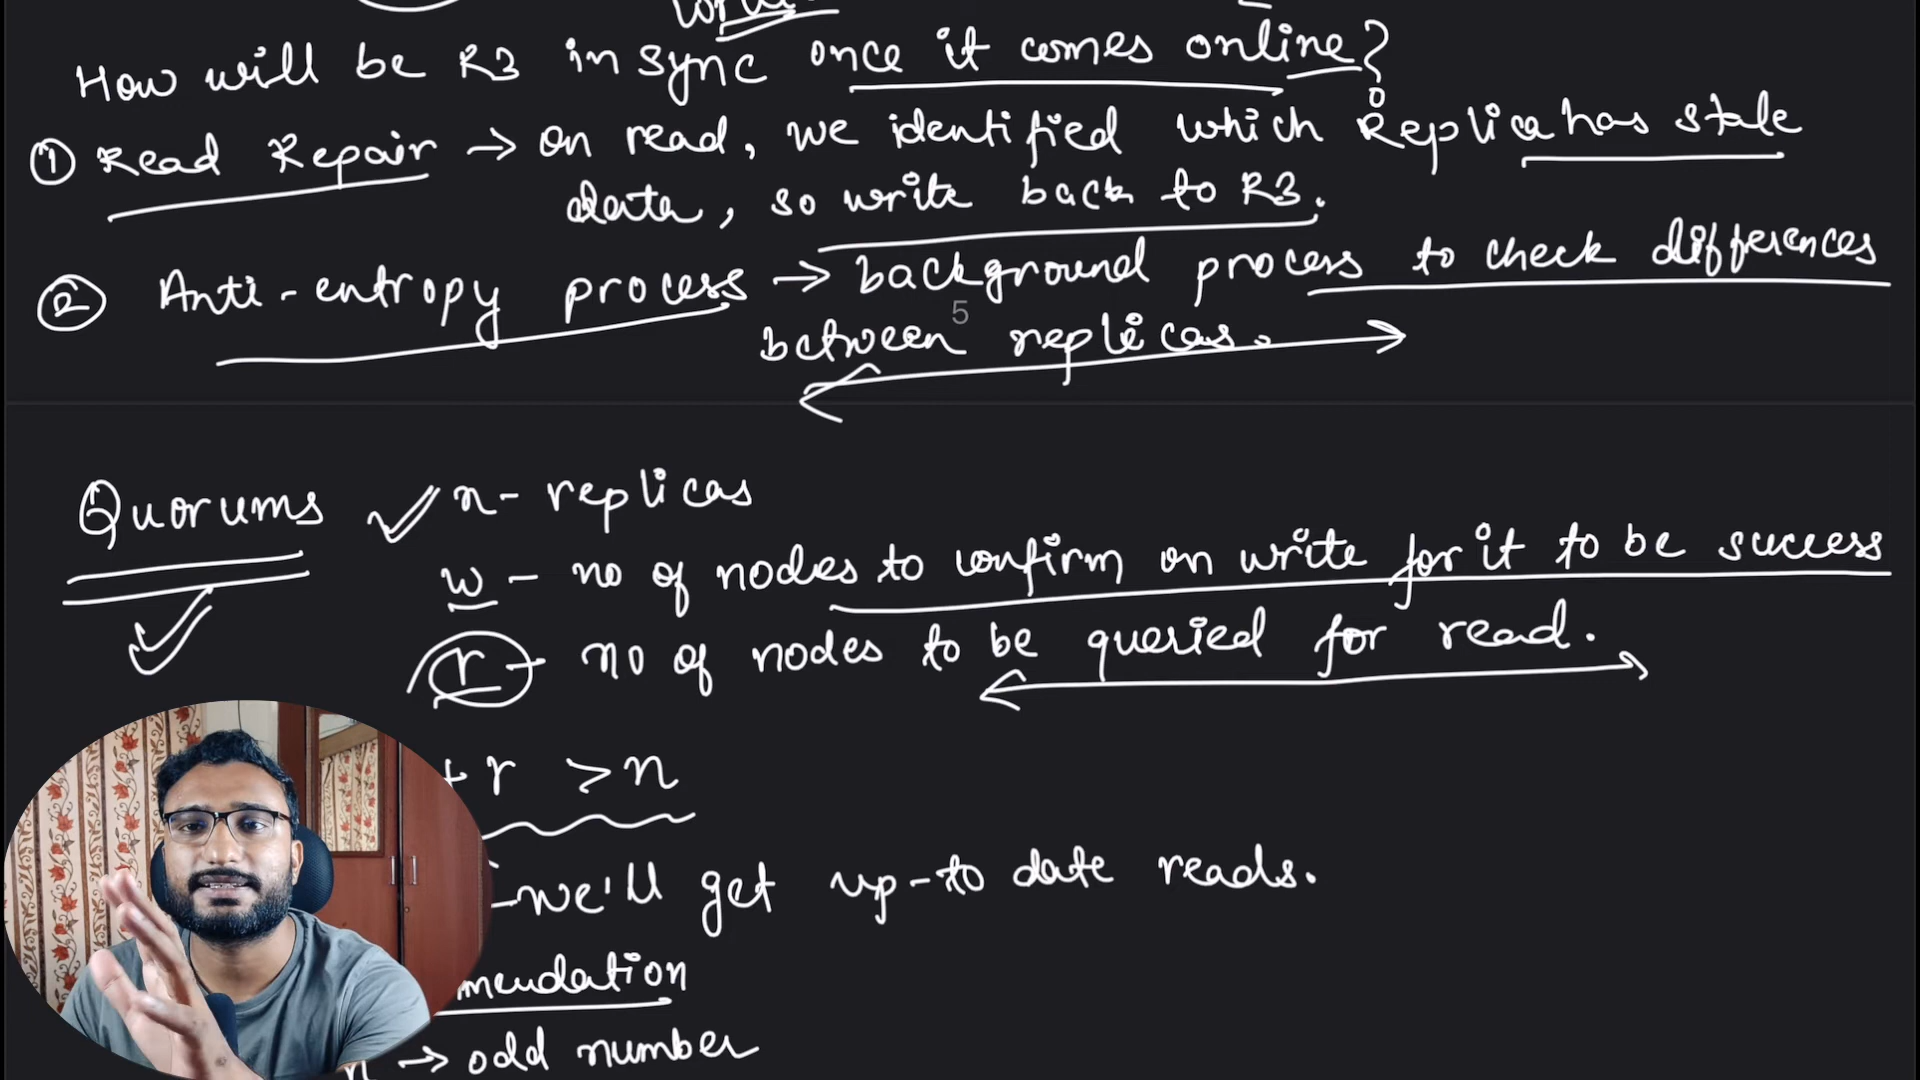 How will be R3 in sync once it comes online?
① Read Repair → on read, we identified which Replica has stale
data, so write back to R3.
② Anti-entropy process → background process to check differences
5
between replicas.
Quorums n - replicas
w - no of nodes to confirm on write for it to be success
r - no of nodes to be queried for read.
+ r > n
- we'll get up-to date reads.
mendation
n → odd number